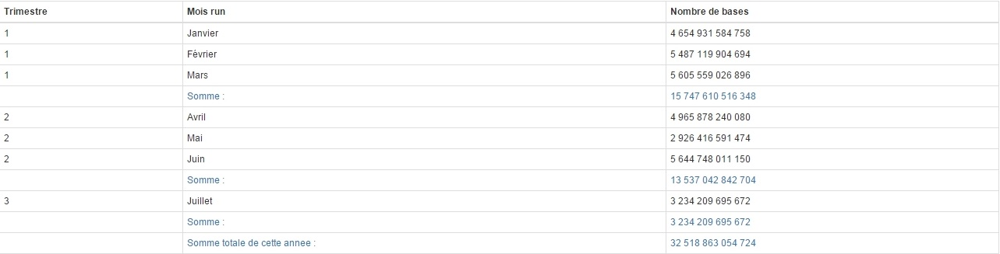 Trimestre Mois run Nombre de bases
1 Janvier 4 654 931 584 758
1 Février 5 487 119 904 694
1 Mars 5 605 559 026 896
Somme : 15 747 610 516 348
2 Avril 4 965 878 240 080
2 Mai 2 926 416 591 474
2 Juin 5 644 748 011 150
Somme : 13 537 042 842 704
3 Juillet 3 234 209 695 672
Somme : 3 234 209 695 672
Somme totale de cette annee : 32 518 863 054 724